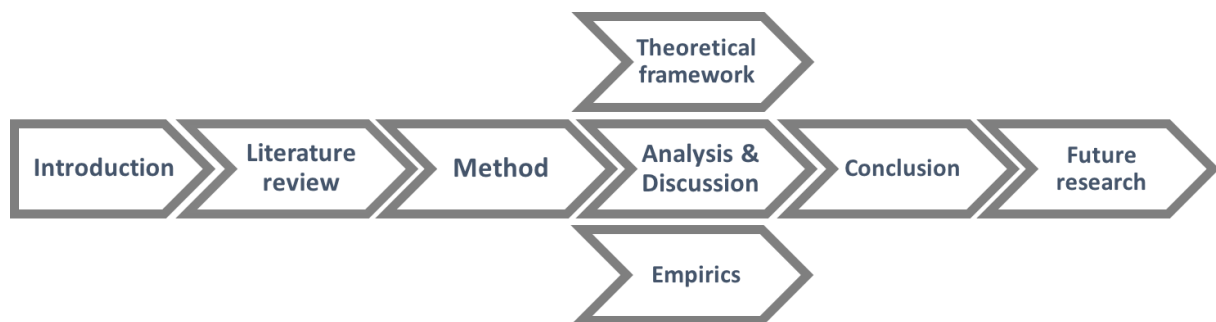 Theoretical
framework
Introduction
Literature
review
Method
Analysis &
Discussion
Conclusion
Future
research
Empirics